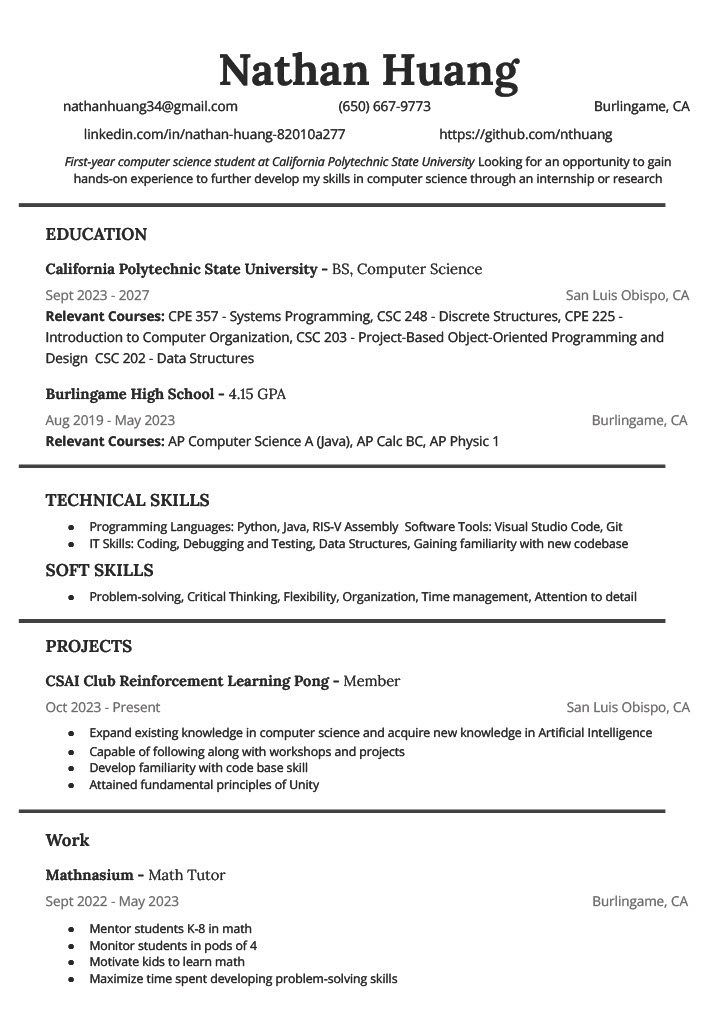 Nathan Huang
nathanhuang34@gmail.com (650) 667-9773 Burlingame, CA
linkedin.com/in/nathan-huang-82010a277 https://github.com/nthuang
First-year computer science student at California Polytechnic State University Looking for an opportunity to gain
hands-on experience to further develop my skills in computer science through an internship or research
EDUCATION
California Polytechnic State University - BS, Computer Science
Sept 2023 - 2027 San Luis Obispo, CA
Relevant Courses: CPE 357 - Systems Programming, CSC 248 - Discrete Structures, CPE 225 -
Introduction to Computer Organization, CSC 203 - Project-Based Object-Oriented Programming and
Design  CSC 202 - Data Structures
Burlingame High School - 4.15 GPA
Aug 2019 - May 2023 Burlingame, CA
Relevant Courses: AP Computer Science A (Java), AP Calc BC, AP Physic 1
TECHNICAL SKILLS
● Programming Languages: Python, Java, RIS-V Assembly  Software Tools: Visual Studio Code, Git
● IT Skills: Coding, Debugging and Testing, Data Structures, Gaining familiarity with new codebase
SOFT SKILLS
● Problem-solving, Critical Thinking, Flexibility, Organization, Time management, Attention to detail
PROJECTS
CSAI Club Reinforcement Learning Pong - Member
Oct 2023 - Present San Luis Obispo, CA
● Expand existing knowledge in computer science and acquire new knowledge in Artificial Intelligence
● Capable of following along with workshops and projects
● Develop familiarity with code base skill
● Attained fundamental principles of Unity
Work
Mathnasium - Math Tutor
Sept 2022 - May 2023 Burlingame, CA
● Mentor students K-8 in math
● Monitor students in pods of 4
● Motivate kids to learn math
● Maximize time spent developing problem-solving skills